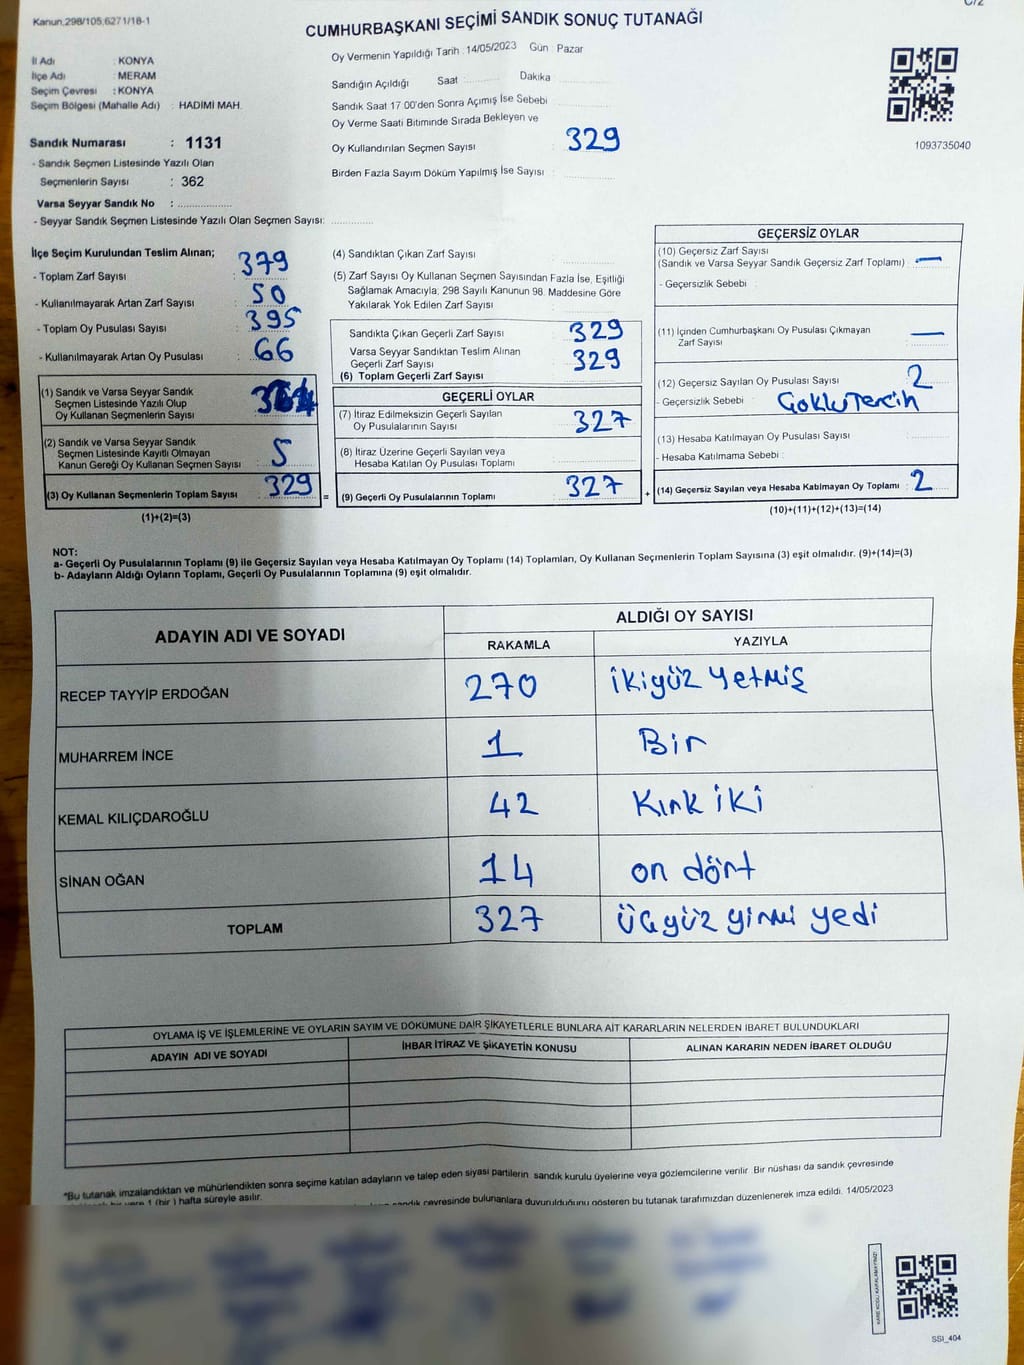 C/2
Kanun.298/105,6271/18-1
CUMHURBAŞKANI SEÇİMİ SANDIK SONUÇ TUTANAĞI
İl Adı : KONYA
İlçe Adı : MERAM
Seçim Çevresi : KONYA
Seçim Bölgesi (Mahalle Adı) : HADİMİ MAH.
Oy Vermenin Yapıldığı Tarih : 14/05/2023 Gün : Pazar
Sandığın Açıldığı Saat : Dakika :
Sandık Saat 17:00'den Sonra Açımış İse Sebebi :
Oy Verme Saati Bitiminde Sırada Bekleyen ve
Oy Kullandırılan Seçmen Sayısı : 329
Birden Fazla Sayım Döküm Yapılmış İse Sayısı :
1093735040
Sandık Numarası : 1131
- Sandık Seçmen Listesinde Yazılı Olan
Seçmenlerin Sayısı : 362
Varsa Seyyar Sandık No :
- Seyyar Sandık Seçmen Listesinde Yazılı Olan Seçmen Sayısı:
İlçe Seçim Kurulundan Teslim Alınan;
- Toplam Zarf Sayısı : 379
- Kullanılmayarak Artan Zarf Sayısı : 50
- Toplam Oy Pusulası Sayısı : 395
- Kullanılmayarak Artan Oy Pusulası : 66
(1) Sandık ve Varsa Seyyar Sandık
Seçmen Listesinde Yazılı Olup
Oy Kullanan Seçmenlerin Sayısı :
(2) Sandık ve Varsa Seyyar Sandık
Seçmen Listesinde Kayıtlı Olmayan
Kanun Gereği Oy Kullanan Seçmen Sayısı : 5
(3) Oy Kullanan Seçmenlerin Toplam Sayısı : 329
(1)+(2)=(3)
=
(4) Sandıktan Çıkan Zarf Sayısı :
(5) Zarf Sayısı Oy Kullanan Seçmen Sayısından Fazla İse, Eşitliği
Sağlamak Amacıyla; 298 Sayılı Kanunun 98. Maddesine Göre
Yakılarak Yok Edilen Zarf Sayısı :
Sandıkta Çıkan Geçerli Zarf Sayısı : 329
Varsa Seyyar Sandıktan Teslim Alınan
Geçerli Zarf Sayısı : 329
(6) Toplam Geçerli Zarf Sayısı :
GEÇERLİ OYLAR
(7) İtiraz Edilmeksizin Geçerli Sayılan
Oy Pusulalarının Sayısı : 327
(8) İtiraz Üzerine Geçerli Sayılan veya
Hesaba Katılan Oy Pusulası Toplamı :
(9) Geçerli Oy Pusulalarının Toplamı : 327
+
GEÇERSİZ OYLAR
(10) Geçersiz Zarf Sayısı
(Sandık ve Varsa Seyyar Sandık Geçersiz Zarf Toplamı) : —
- Geçersizlik Sebebi :
(11) İçinden Cumhurbaşkanı Oy Pusulası Çıkmayan
Zarf Sayısı : —
(12) Geçersiz Sayılan Oy Pusulası Sayısı : 2
- Geçersizlik Sebebi : Çoklu Tercih
(13) Hesaba Katılmayan Oy Pusulası Sayısı :
- Hesaba Katılmama Sebebi :
(14) Geçersiz Sayılan veya Hesaba Katılmayan Oy Toplamı : 2
(10)+(11)+(12)+(13)=(14)
NOT:
a- Geçerli Oy Pusulalarının Toplamı (9) ile Geçersiz Sayılan veya Hesaba Katılmayan Oy Toplamı (14) Toplamları, Oy Kullanan Seçmenlerin Toplam Sayısına (3) eşit olmalıdır. (9)+(14)=(3)
b- Adayların Aldığı Oyların Toplamı, Geçerli Oy Pusulalarının Toplamına (9) eşit olmalıdır.
ADAYIN ADI VE SOYADI ALDIĞI OY SAYISI
RAKAMLA YAZIYLA
RECEP TAYYİP ERDOĞAN 270 ikiyüz yetmiş
MUHARREM İNCE 1 Bir
KEMAL KILIÇDAROĞLU 42 Kırk iki
SİNAN OĞAN 14 on dört
TOPLAM 327 üçyüz yirmi yedi
OYLAMA İŞ VE İŞLEMLERİNE VE OYLARIN SAYIM VE DÖKÜMÜNE DAİR ŞİKAYETLERLE BUNLARA AİT KARARLARIN NELERDEN İBARET BULUNDUKLARI
ADAYIN ADI VE SOYADI İHBAR İTİRAZ VE ŞİKAYETİN KONUSU ALINAN KARARIN NEDEN İBARET OLDUĞU
*Bu tutanak imzalandıktan ve mühürlendikten sonra seçime katılan adayların ve talep eden siyasi partilerin sandık kurulu üyelerine veya gözlemcilerine verilir. Bir nüshası da sandık çevresinde
bir yere 1 (bir) hafta süreyle asılır.
sandık çevresinde bulunanlara duyurulduğunu gösteren bu tutanak tarafımızdan düzenlenerek imza edildi. 14/05/2023
KARE KODU KARALAMAYINIZ!
SSI_404